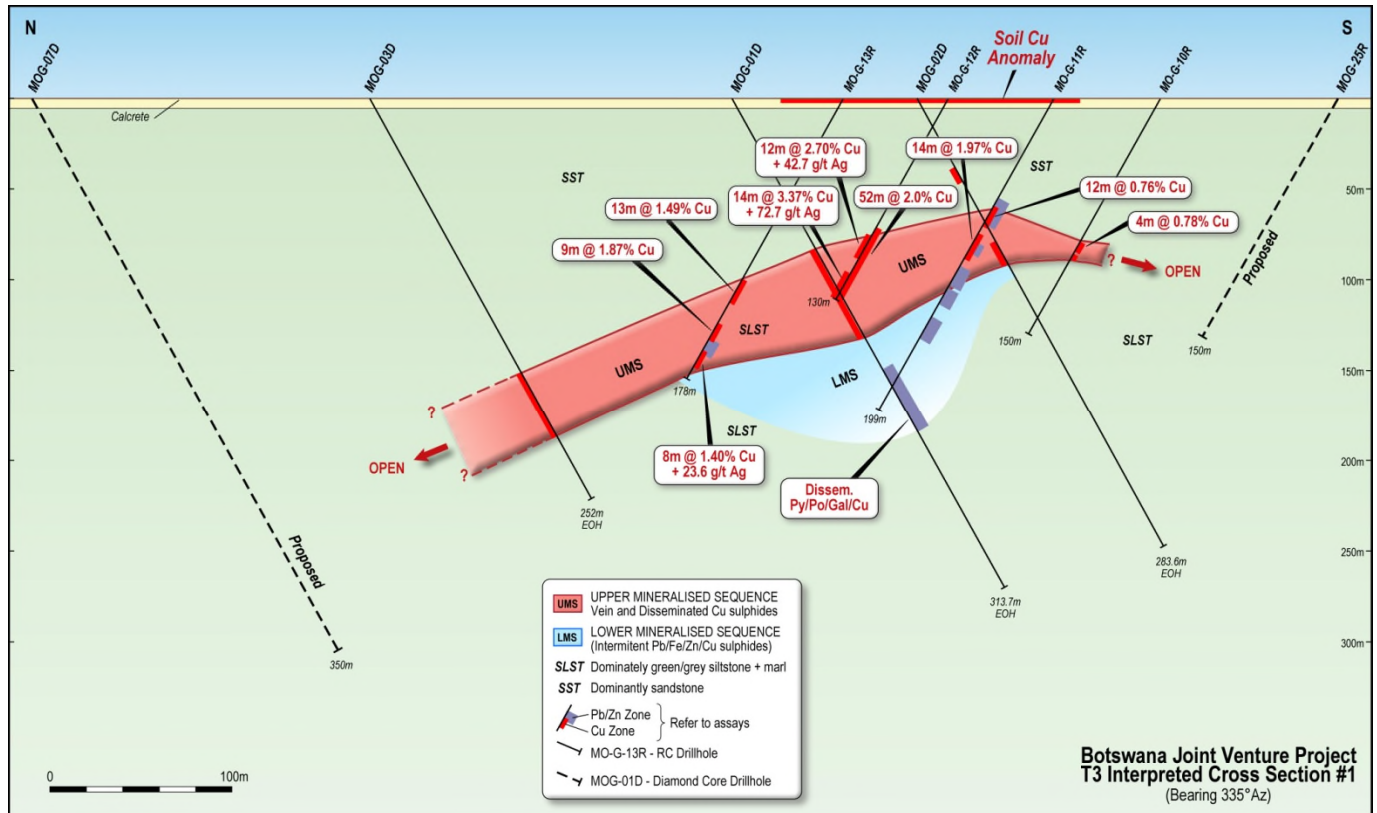 N
S
MOG-07D
MOG-03D
MOG-01D
MO-G-13R
MOG-02D
MO-G-12R
Soil Cu
Anomaly
MO-G-11R
MO-G-10R
MOG-25R
Calcrete
SST
SST
12m @ 2.70% Cu
+ 42.7 g/t Ag
14m @ 1.97% Cu
14m @ 3.37% Cu
+ 72.7 g/t Ag
52m @ 2.0% Cu
12m @ 0.76% Cu
13m @ 1.49% Cu
4m @ 0.78% Cu
9m @ 1.87% Cu
50m
100m
150m
200m
250m
300m
UMS
?
OPEN
130m
SLST
UMS
LMS
SLST
150m
Proposed
150m
178m
199m
?
OPEN
?
SLST
8m @ 1.40% Cu
+ 23.6 g/t Ag
Dissem.
Py/Po/Gal/Cu
252m
EOH
283.6m
EOH
313.7m
EOH
Proposed
350m
UMS
UPPER MINERALISED SEQUENCE
Vein and Disseminated Cu sulphides
LMS
LOWER MINERALISED SEQUENCE
(Intermitent Pb/Fe/Zn/Cu sulphides)
SLST Dominately green/grey siltstone + marl
SST Dominantly sandstone
Pb/Zn Zone
Cu Zone
Refer to assays
MO-G-13R - RC Drillhole
MOG-01D - Diamond Core Drillhole
0
100m
Botswana Joint Venture Project
T3 Interpreted Cross Section #1
(Bearing 335°Az)